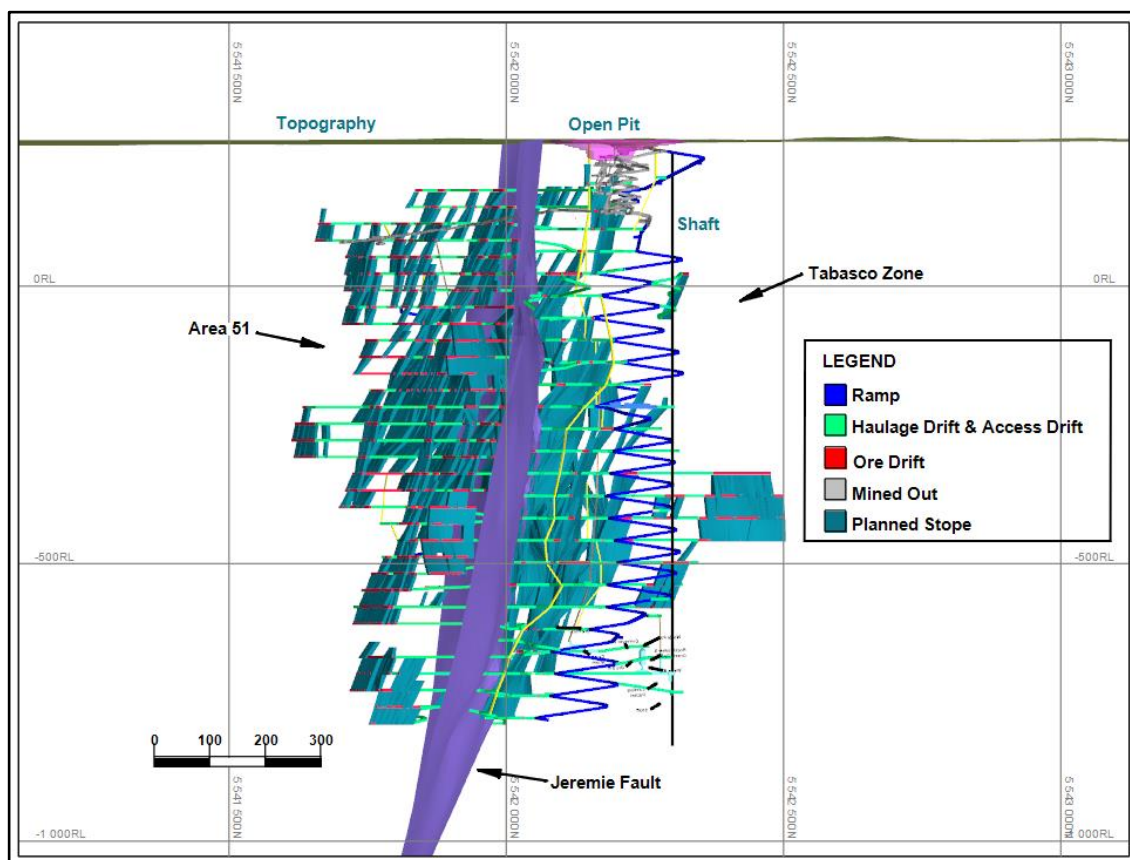 5 541 500N
5 542 000N
5 542 500N
5 543 000N
Topography
Open Pit
Shaft
0RL
Tabasco Zone
0RL
Area 51
LEGEND
Ramp
Haulage Drift & Access Drift
Ore Drift
Mined Out
Planned Stope
-500RL
-500RL
0 100 200 300
Jeremie Fault
-1 000RL
5 541 500N
5 542 000N
5 542 500N
5 543 000N
-1 000RL